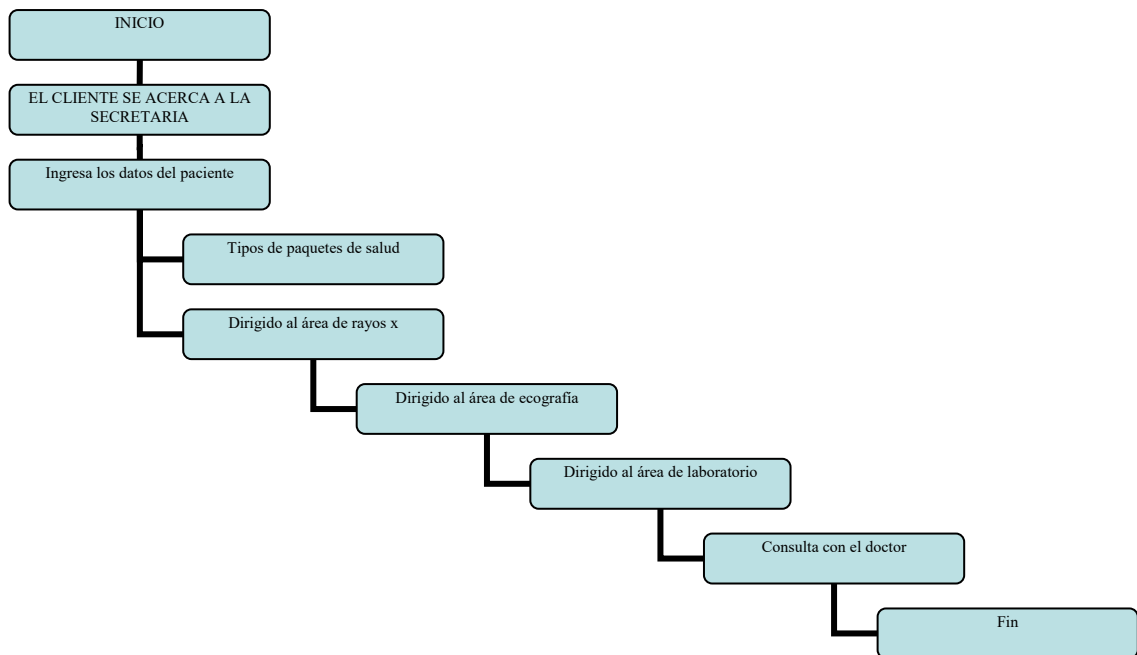 INICIO
EL CLIENTE SE ACERCA A LA
SECRETARIA
Ingresa los datos del paciente
Tipos de paquetes de salud
Dirigido al área de rayos x
Dirigido al área de ecografía
Dirigido al área de laboratorio
Consulta con el doctor
Fin